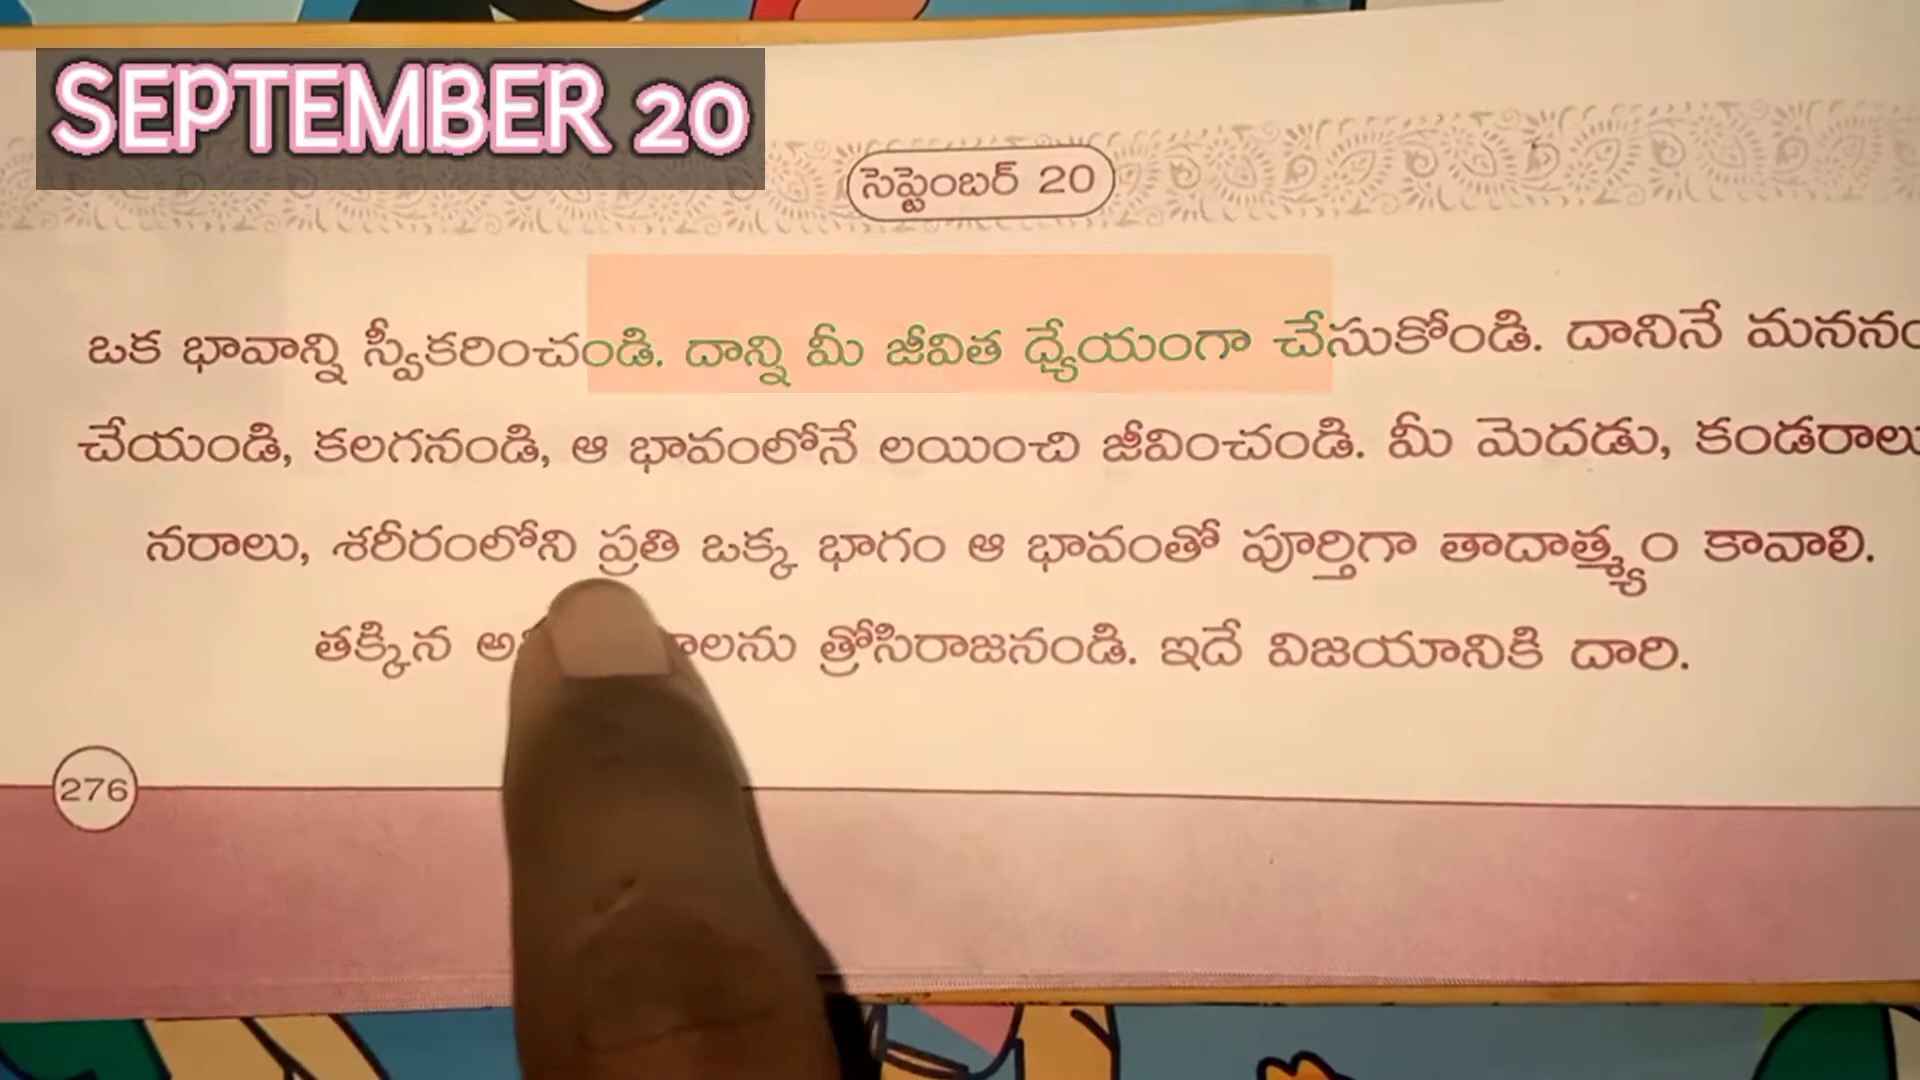 SEPTEMBER 20
సెప్టెంబర్ 20
ఒక భావాన్ని స్వీకరించండి. దాన్ని మీ జీవిత ధ్యేయంగా చేసుకోండి. దానినే మననం
చేయండి, కలగనండి, ఆ భావంలోనే లయించి జీవించండి. మీ మెదడు, కండరాలు
నరాలు, శరీరంలోని ప్రతి ఒక్క భాగం ఆ భావంతో పూర్తిగా తాదాత్మ్యం కావాలి.
తక్కిన త్రోసిరాజనండి. ఇదే విజయానికి దారి.
276